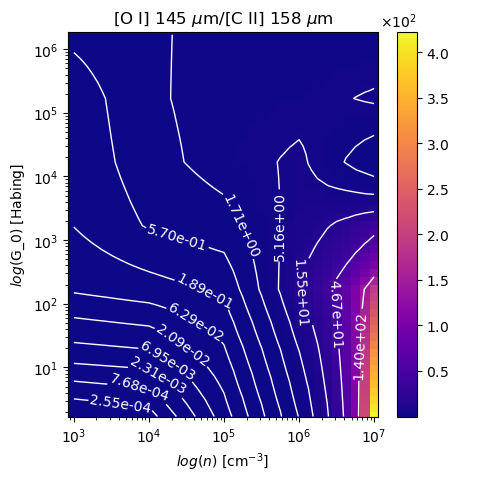 [O I] 145 μm/[C II] 158 μm
×10²
10⁶
10⁵
10⁴
10³
10²
10¹
log(G_0) [Habing]
5.70e-01
1.71e+00
5.16e+00
1.55e+01
4.67e+01
1.40e+02
1.89e-01
6.29e-02
2.09e-02
6.95e-03
2.31e-03
7.68e-04
2.55e-04
4.0
3.5
3.0
2.5
2.0
1.5
1.0
0.5
10³ 10⁴ 10⁵ 10⁶ 10⁷
log(n) [cm⁻³]